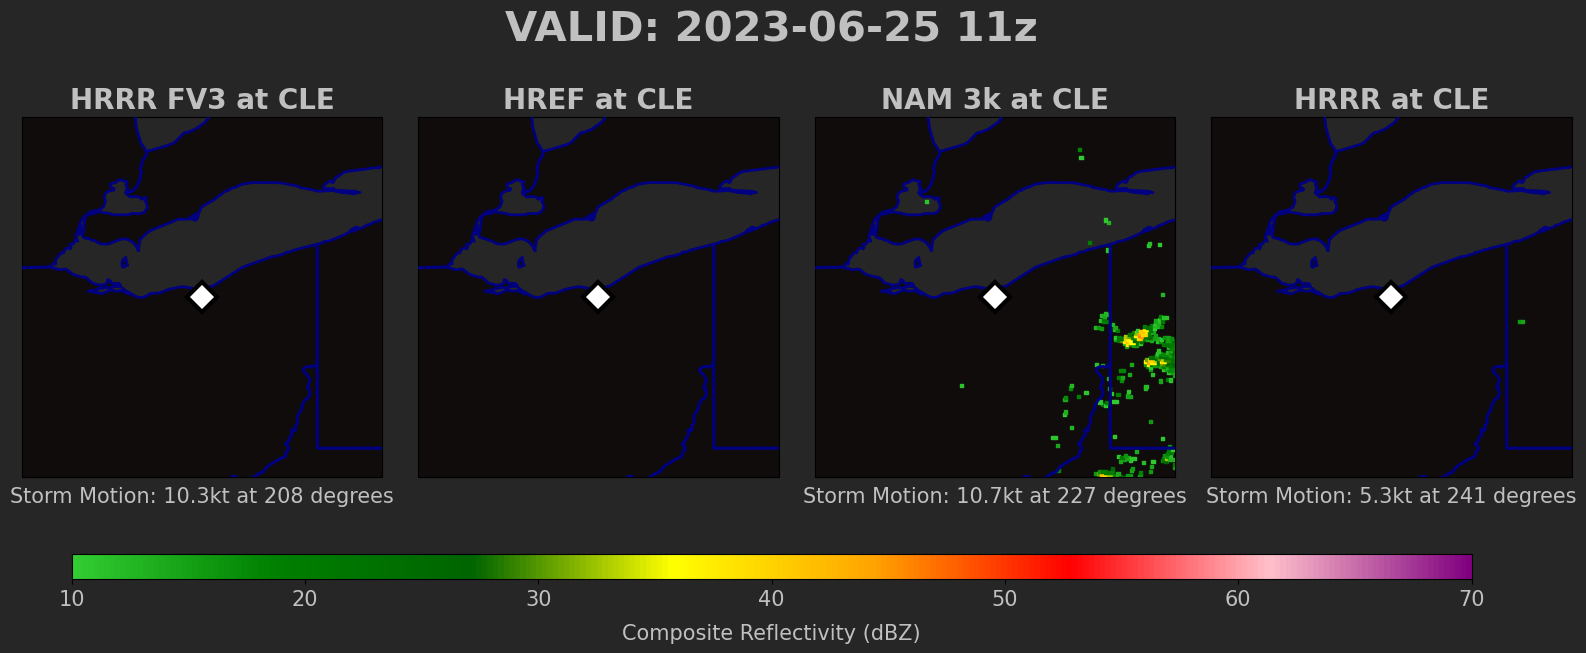 VALID: 2023-06-25 11z
HRRR FV3 at CLE
HREF at CLE
NAM 3k at CLE
HRRR at CLE
Storm Motion: 10.3kt at 208 degrees
Storm Motion: 10.7kt at 227 degrees
Storm Motion: 5.3kt at 241 degrees
10 20 30 40 50 60 70
Composite Reflectivity (dBZ)